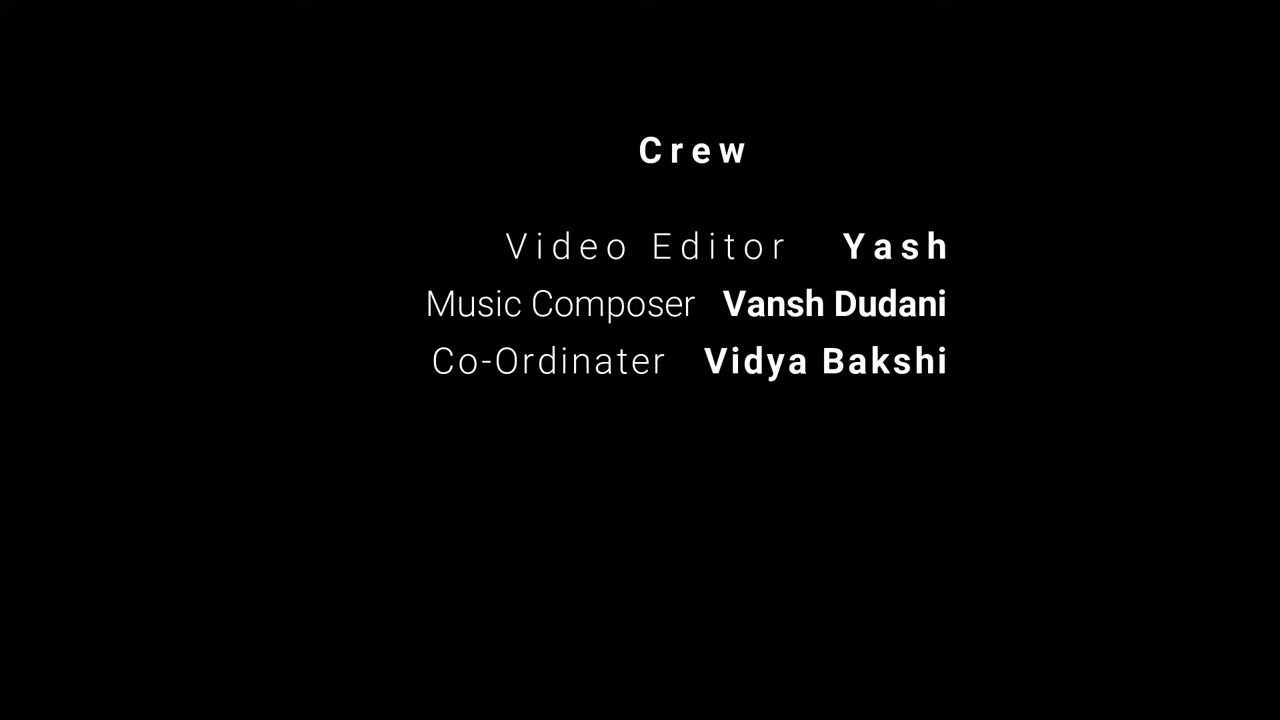 Crew
Video Editor Yash
Music Composer Vansh Dudani
Co-Ordinater Vidya Bakshi